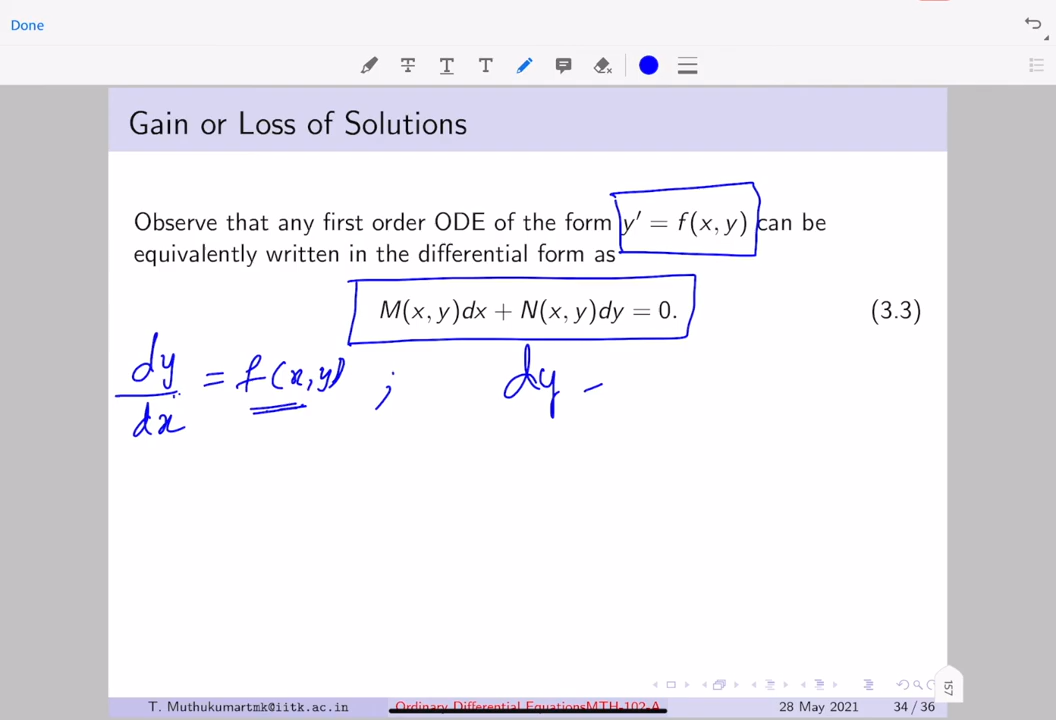 Done
Gain or Loss of Solutions
Observe that any first order ODE of the form y′ = f(x, y) can be
equivalently written in the differential form as
M(x, y)dx + N(x, y)dy = 0. (3.3)
dy/dx = f(x,y) ; dy –
157
T. Muthukumartmk@iitk.ac.in Ordinary Differential EquationsMTH-102-A 28 May 2021 34 / 36